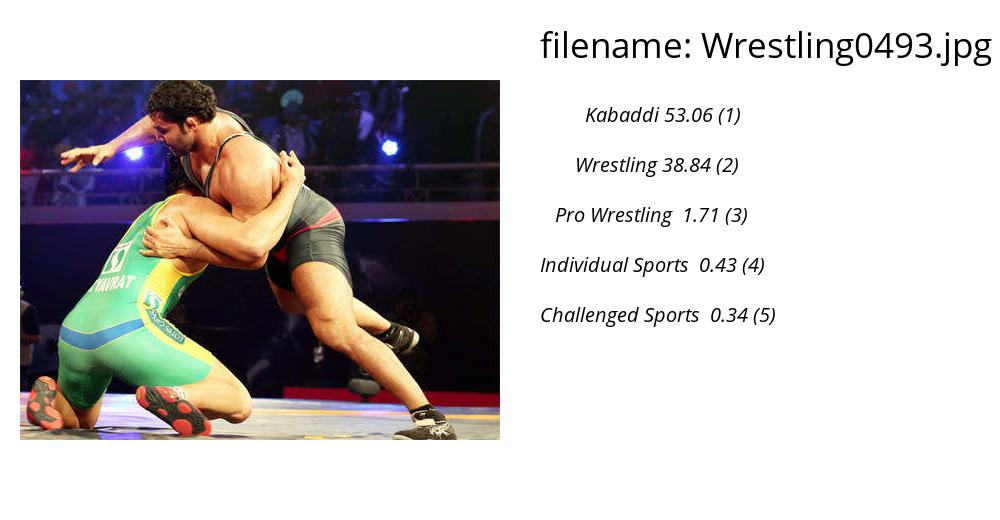 filename: Wrestling0493.jpg
Kabaddi 53.06 (1)
Wrestling 38.84 (2)
Pro Wrestling 1.71 (3)
Individual Sports 0.43 (4)
Challenged Sports 0.34 (5)